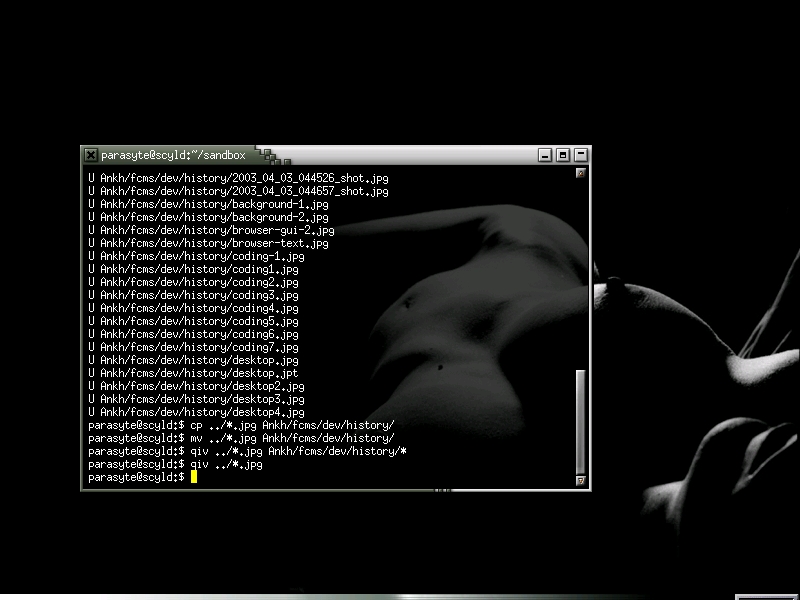 parasyte@scyld:~/sandbox
U Ankh/fcms/dev/history/2003_04_03_044526_shot.jpg
U Ankh/fcms/dev/history/2003_04_03_044657_shot.jpg
U Ankh/fcms/dev/history/background-1.jpg
U Ankh/fcms/dev/history/background-2.jpg
U Ankh/fcms/dev/history/browser-gui-2.jpg
U Ankh/fcms/dev/history/browser-text.jpg
U Ankh/fcms/dev/history/coding-1.jpg
U Ankh/fcms/dev/history/coding1.jpg
U Ankh/fcms/dev/history/coding2.jpg
U Ankh/fcms/dev/history/coding3.jpg
U Ankh/fcms/dev/history/coding4.jpg
U Ankh/fcms/dev/history/coding5.jpg
U Ankh/fcms/dev/history/coding6.jpg
U Ankh/fcms/dev/history/coding7.jpg
U Ankh/fcms/dev/history/desktop.jpg
U Ankh/fcms/dev/history/desktop.jpt
U Ankh/fcms/dev/history/desktop2.jpg
U Ankh/fcms/dev/history/desktop3.jpg
U Ankh/fcms/dev/history/desktop4.jpg
parasyte@scyld:$ cp ../*.jpg Ankh/fcms/dev/history/
parasyte@scyld:$ mv ../*.jpg Ankh/fcms/dev/history/
parasyte@scyld:$ qiv ../*.jpg Ankh/fcms/dev/history/*
parasyte@scyld:$ qiv ../*.jpg
parasyte@scyld:$